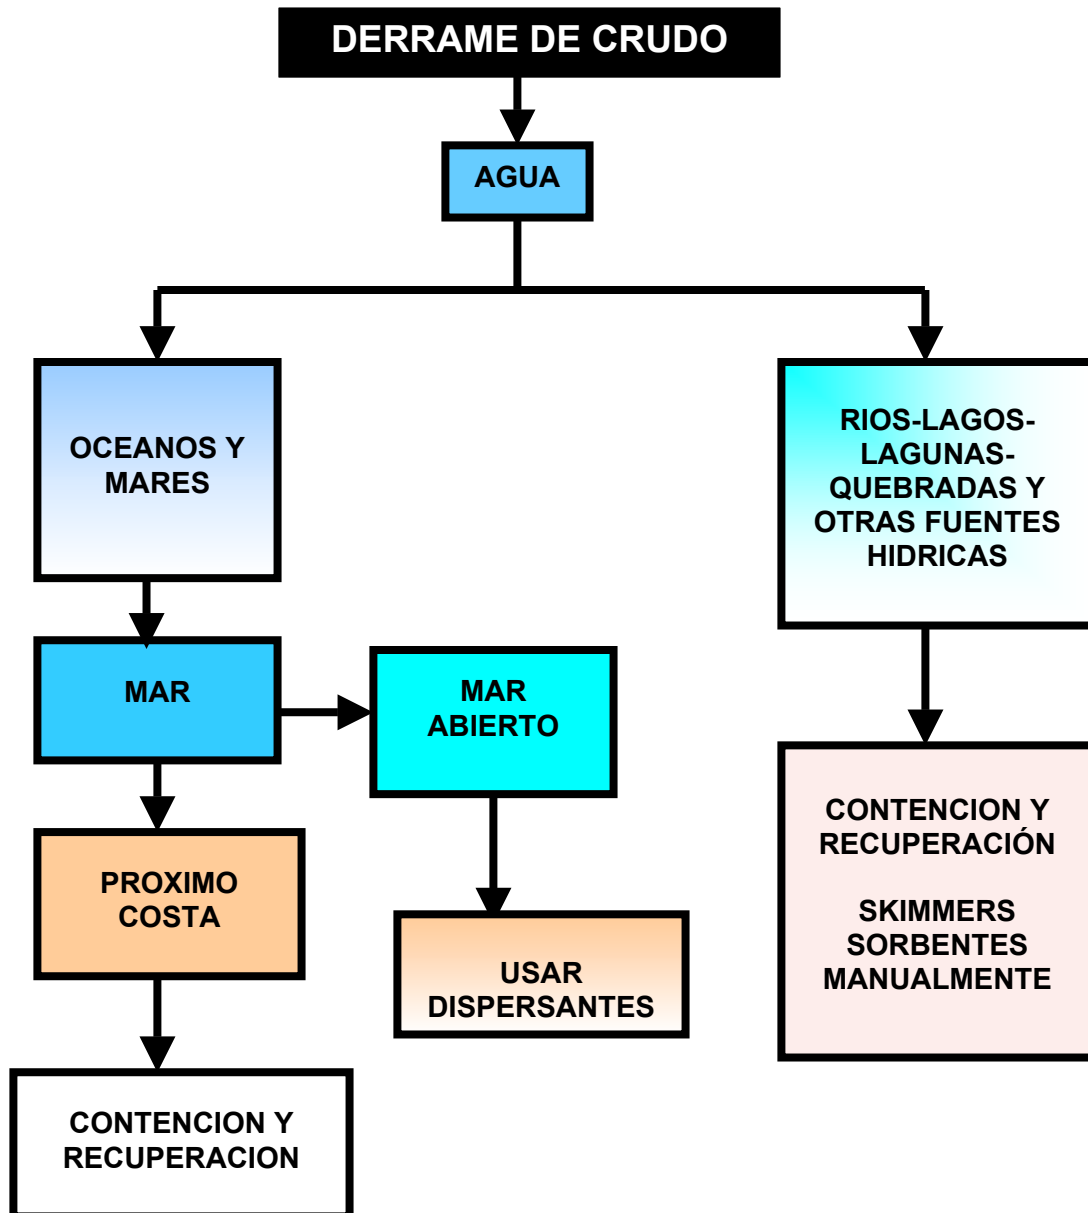 DERRAME DE CRUDO
AGUA
OCEANOS Y
MARES
RIOS-LAGOS-
LAGUNAS-
QUEBRADAS Y
OTRAS FUENTES
HIDRICAS
MAR
MAR
ABIERTO
PROXIMO
COSTA
USAR
DISPERSANTES
CONTENCION Y
RECUPERACIÓN
SKIMMERS
SORBENTES
MANUALMENTE
CONTENCION Y
RECUPERACION